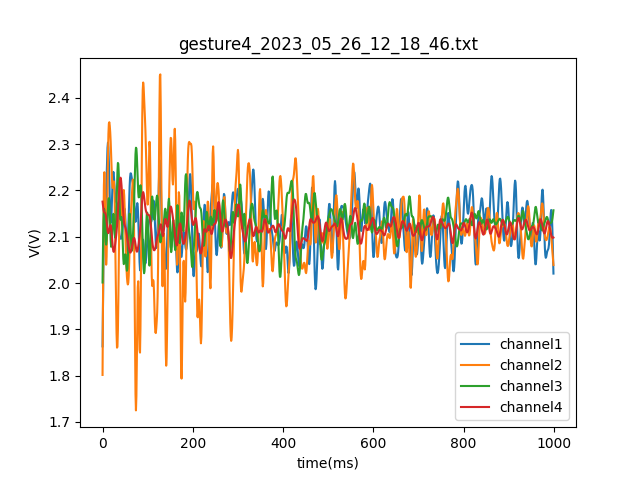 gesture4_2023_05_26_12_18_46.txt
2.4
2.3
2.2
2.1
2.0
1.9
1.8
1.7
V(V)
channel1
channel2
channel3
channel4
0 200 400 600 800 1000
time(ms)